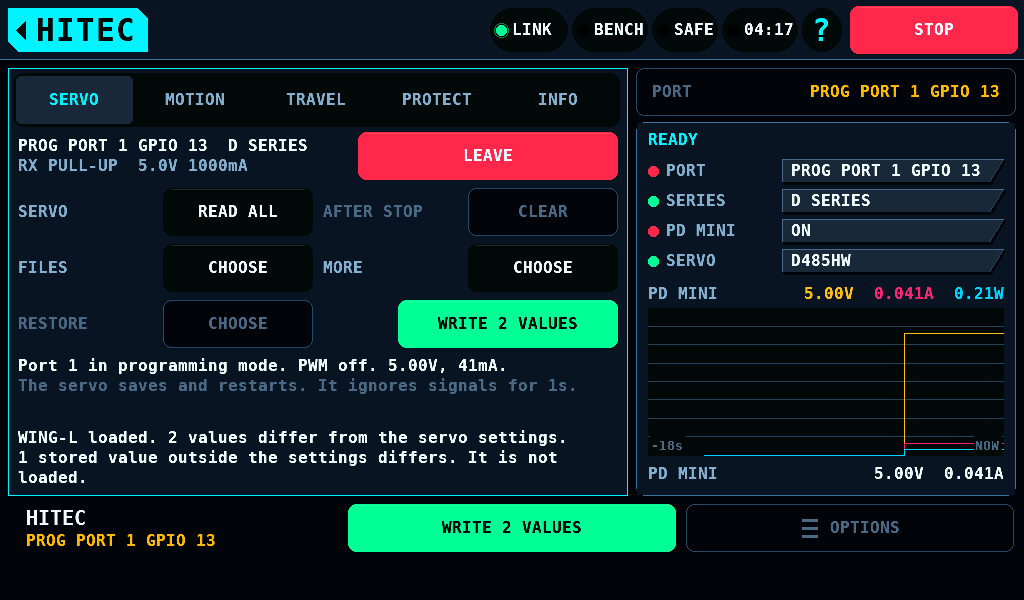 HITEC
LINK
BENCH
SAFE
04:17
?
STOP
SERVO
MOTION
TRAVEL
PROTECT
INFO
PROG PORT 1 GPIO 13  D SERIES
RX PULL-UP  5.0V 1000mA
LEAVE
SERVO
READ ALL
AFTER STOP
CLEAR
FILES
CHOOSE
MORE
CHOOSE
RESTORE
CHOOSE
WRITE 2 VALUES
Port 1 in programming mode. PWM off. 5.00V, 41mA.
The servo saves and restarts. It ignores signals for 1s.
WING-L loaded. 2 values differ from the servo settings.
1 stored value outside the settings differs. It is not
loaded.
PORT
PROG PORT 1 GPIO 13
READY
PORT
PROG PORT 1 GPIO 13
SERIES
D SERIES
PD MINI
ON
SERVO
D485HW
PD MINI
5.00V
0.041A
0.21W
-18s
NOW
PD MINI
5.00V
0.041A
HITEC
PROG PORT 1 GPIO 13
WRITE 2 VALUES
OPTIONS